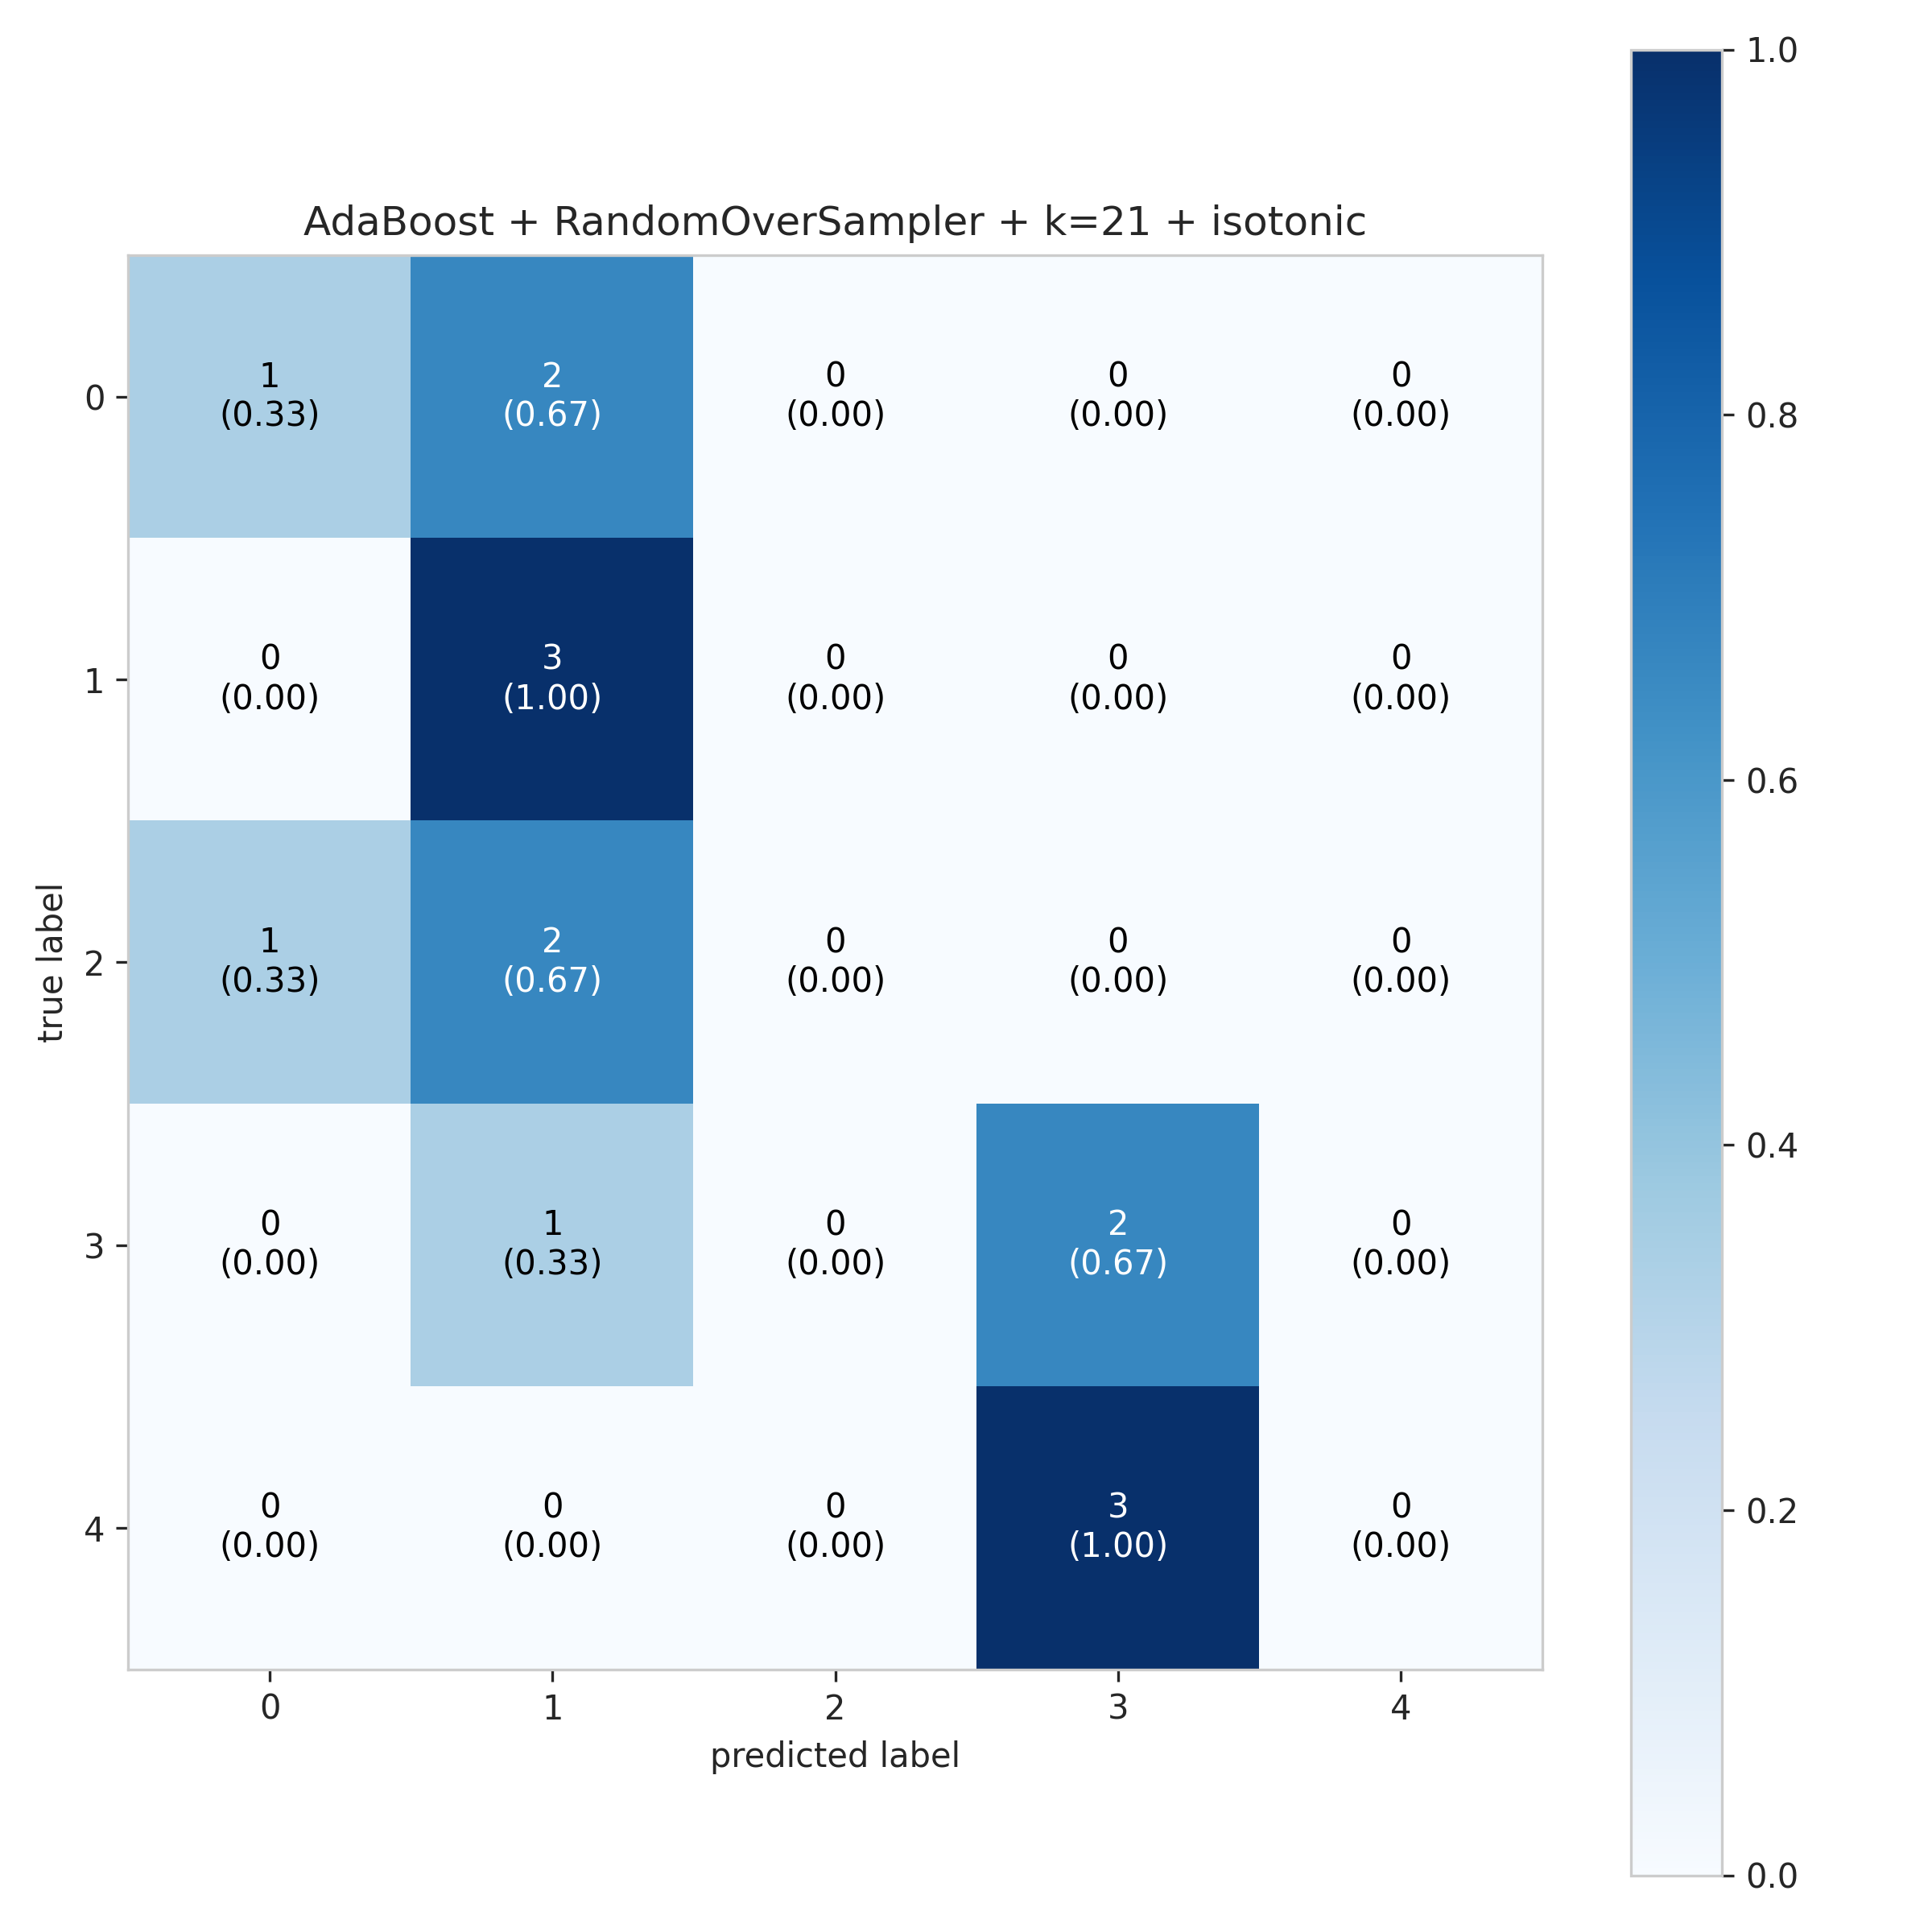 AdaBoost + RandomOverSampler + k=21 + isotonic
1.0
0.8
0.6
0.4
0.2
0.0
true label
0
1
2
3
4
1 2 0 0 0
(0.33) (0.67) (0.00) (0.00) (0.00)
0 3 0 0 0
(0.00) (1.00) (0.00) (0.00) (0.00)
1 2 0 0 0
(0.33) (0.67) (0.00) (0.00) (0.00)
0 1 0 2 0
(0.00) (0.33) (0.00) (0.67) (0.00)
0 0 0 3 0
(0.00) (0.00) (0.00) (1.00) (0.00)
0 1 2 3 4
predicted label